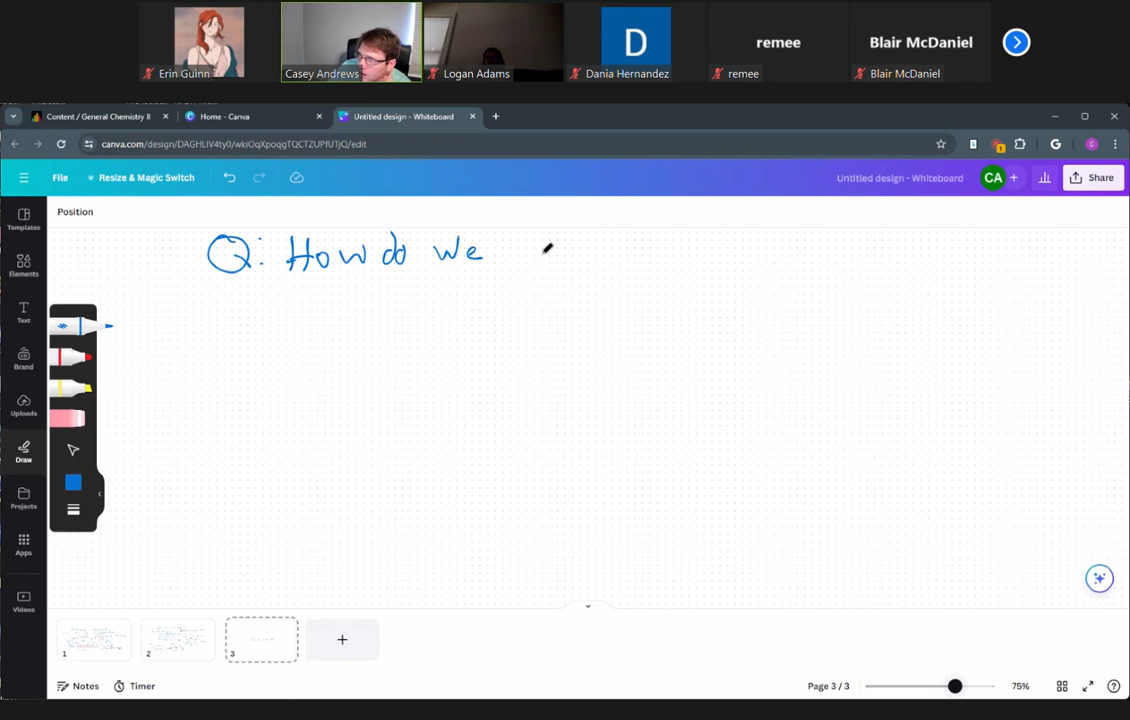 D
remee
Blair McDaniel
Erin Guinn
Casey Andrews
Logan Adams
Dania Hernandez
remee
Blair McDaniel
Content / General Chemistry II
Home - Canva
Untitled design - Whiteboard
canva.com/design/DAGHLIV4ty0/wkiOqXpoqgTQCTZUPfUTjQ/edit
1
G
C
File
Resize & Magic Switch
Untitled design - Whiteboard
CA
Share
Position
Templates
Elements
Text
Brand
Uploads
Draw
Projects
Apps
Videos
Q: How do we
1
2
3
Notes
Timer
Page 3 / 3
75%